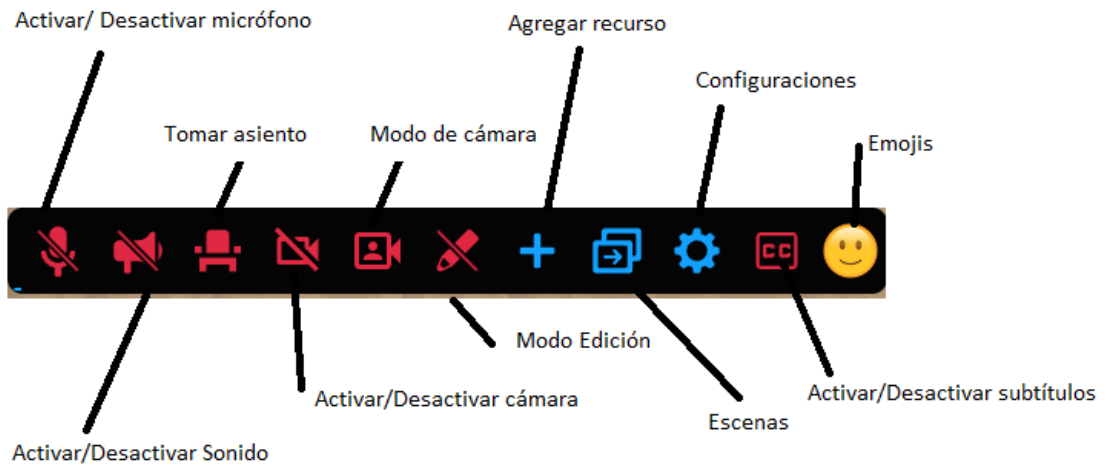 Activar/ Desactivar micrófono
Agregar recurso
Configuraciones
Tomar asiento
Modo de cámara
Emojis
CC
Modo Edición
Activar/Desactivar cámara
Activar/Desactivar subtítulos
Escenas
Activar/Desactivar Sonido